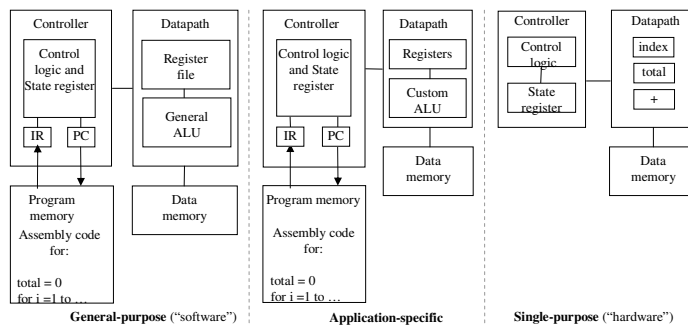 Controller
Datapath
Control
logic and
State register
Register
file
General
ALU
IR
PC
Program
memory
Data
memory
Assembly code
for:
total = 0
for i =1 to …
General-purpose (“software”)
Controller
Datapath
Control
logic and State
register
Registers
Custom
ALU
IR
PC
Data
memory
Program memory
Assembly code
for:
total = 0
for i =1 to …
Application-specific
Controller
Datapath
Control
logic
index
total
State
register
+
Data
memory
Single-purpose (“hardware”)